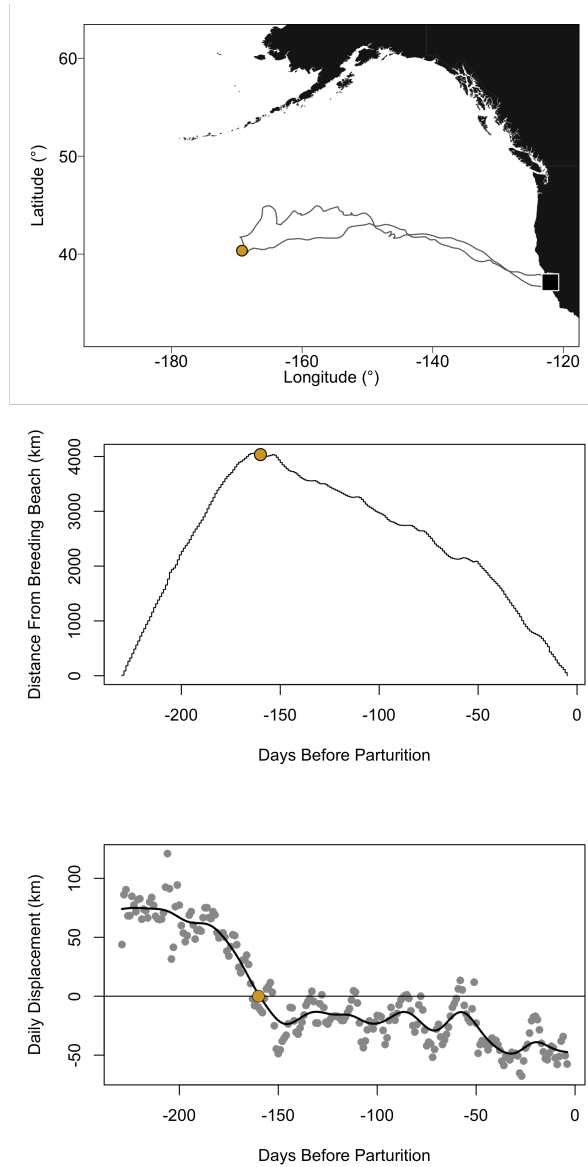 60
50
40
Latitude (°)
-180 -160 -140 -120
Longitude (°)
4000
3000
2000
1000
0
Distance From Breeding Beach (km)
-200 -150 -100 -50 0
Days Before Parturition
100
50
0
-50
Daily Displacement (km)
-200 -150 -100 -50 0
Days Before Parturition